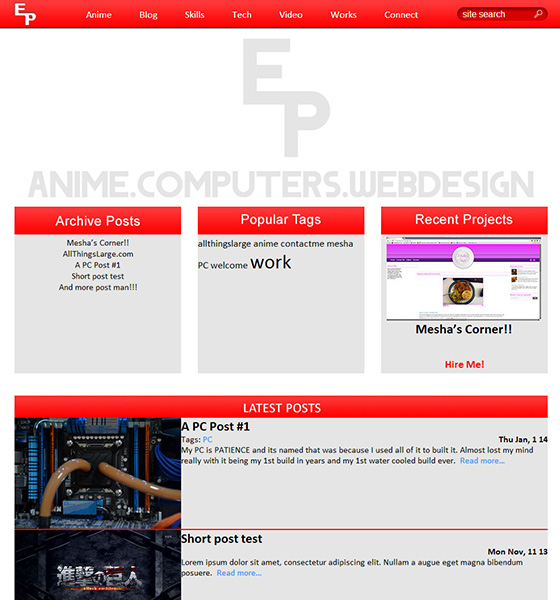 EP
Anime Blog Skills Tech Video Works Connect site search
EP
ANIME.COMPUTERS.WEBDESIGN
Archive Posts
Mesha's Corner!!
AllThingsLarge.com
A PC Post #1
Short post test
And more post man!!!
Popular Tags
allthingslarge anime contactme mesha
PC welcome work
Recent Projects
Mesha's Corner!!
Hire Me!
LATEST POSTS
A PC Post #1
Tags: PC
Thu Jan, 1 14
My PC is PATIENCE and its named that was because I used all of it to built it. Almost lost my mind
really with it being my 1st build in years and my 1st water cooled build ever. Read more...
Short post test
Mon Nov, 11 13
Lorem ipsum dolor sit amet, consectetur adipiscing elit. Nullam a augue eget magna bibendum
posuere. Read more...
進撃の巨人
attack on titan